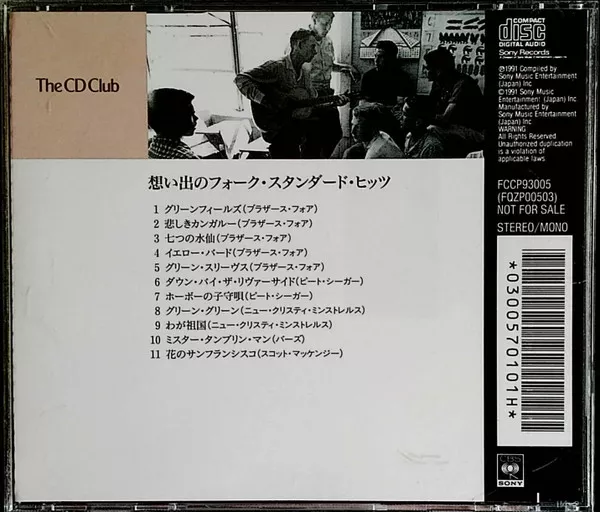 The CD Club
想い出のフォーク・スタンダード・ヒッツ
1 グリーンフィールズ(ブラザース・フォア)
2 悲しきカンガルー(ブラザース・フォア)
3 七つの水仙(ブラザース・フォア)
4 イエロー・バード(ブラザース・フォア)
5 グリーン・スリーヴス(ブラザース・フォア)
6 ダウン・バイ・ザ・リヴァーサイド(ピート・シーガー)
7 ホーボーの子守唄(ピート・シーガー)
8 グリーン・グリーン(ニュー・クリスティ・ミンストレルス)
9 わが祖国(ニュー・クリスティ・ミンストレルス)
10 ミスター・タンブリン・マン(バーズ)
11 花のサンフランシスコ(スコット・マッケンジー)
COMPACT
disc
DIGITAL AUDIO
Sony Records
℗1991 Compiled by
Sony Music Entertainment
(Japan) Inc
©1991 Sony Music
Entertainment (Japan) Inc
Manufactured by
Sony Music Entertainment
(Japan) Inc
WARNING
All Rights Reserved
Unauthorized duplication
is a violation of
applicable laws
FCCP93005
(FQZP00503)
NOT FOR SALE
STEREO/MONO
*0300570101H*
CBS
SONY